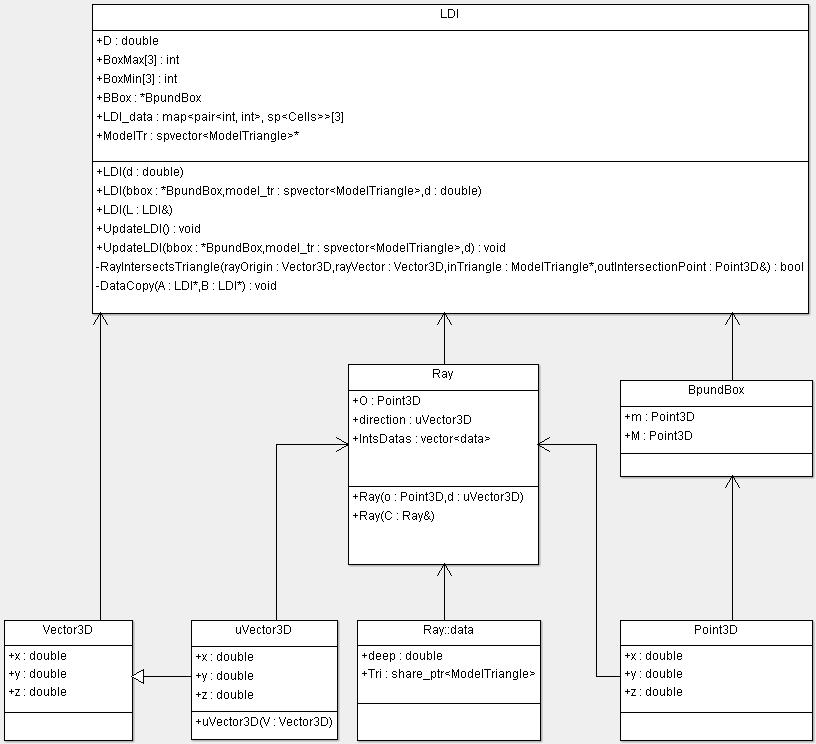 LDI
+D : double
+BoxMax[3] : int
+BoxMin[3] : int
+BBox : *BpundBox
+LDI_data : map<pair<int, int>, sp<Cells>>[3]
+ModelTr : spvector<ModelTriangle>*
+LDI(d : double)
+LDI(bbox : *BpundBox,model_tr : spvector<ModelTriangle>,d : double)
+LDI(L : LDI&)
+UpdateLDI() : void
+UpdateLDI(bbox : *BpundBox,model_tr : spvector<ModelTriangle>,d) : void
-RayIntersectsTriangle(rayOrigin : Vector3D,rayVector : Vector3D,inTriangle : ModelTriangle*,outIntersectionPoint : Point3D&) : bool
-DataCopy(A : LDI*,B : LDI*) : void
Ray
+O : Point3D
+direction : uVector3D
+IntsDatas : vector<data>
+Ray(o : Point3D,d : uVector3D)
+Ray(C : Ray&)
BpundBox
+m : Point3D
+M : Point3D
Vector3D
+x : double
+y : double
+z : double
uVector3D
+x : double
+y : double
+z : double
+uVector3D(V : Vector3D)
Ray::data
+deep : double
+Tri : share_ptr<ModelTriangle>
Point3D
+x : double
+y : double
+z : double